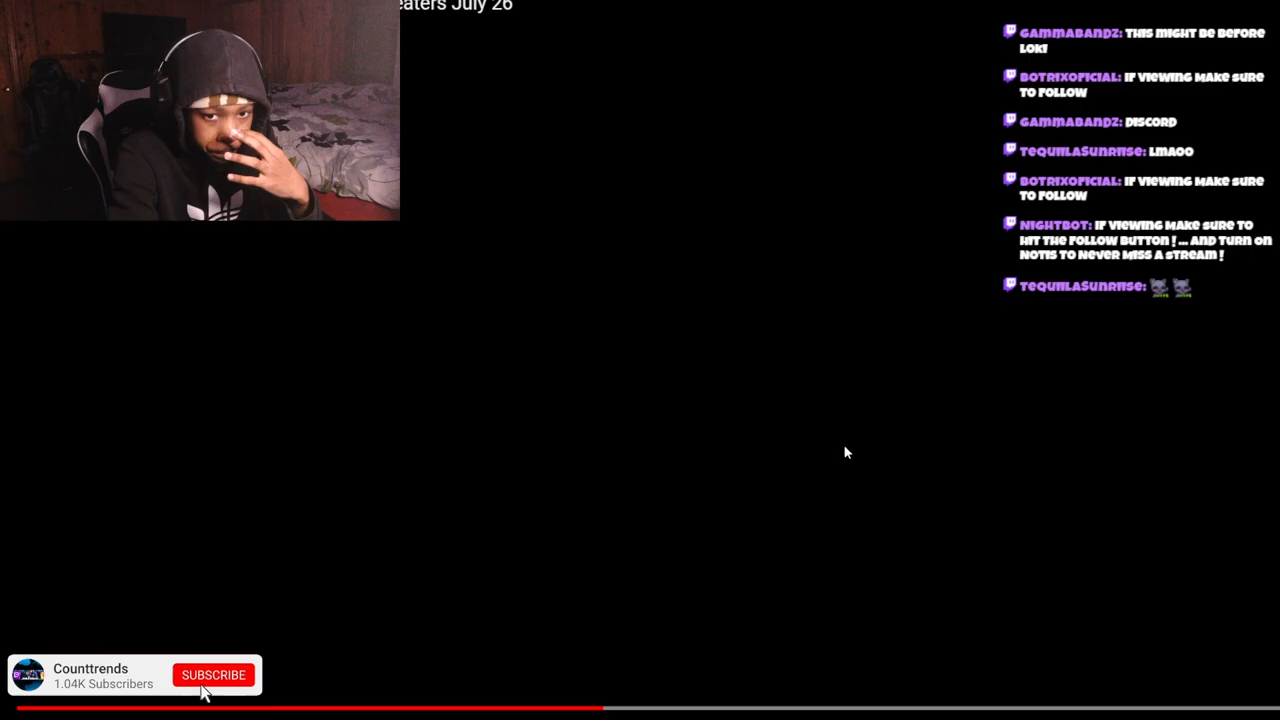 eaters July 26
GAMMABANDZ: THIS MIGHT BE BEFORE
LOKI
BOTRIXOFICIAL: IF VIEWING MAKE SURE
TO FOLLOW
GAMMABANDZ: DISCORD
TEQUIILASUNRIISE: LMAOO
BOTRIXOFICIAL: IF VIEWING MAKE SURE
TO FOLLOW
NIGHTBOT: IF VIEWING MAKE SURE TO
HIT THE FOLLOW BUTTON ! ... AND TURN ON
NOTIS TO NEVER MISS A STREAM !
TEQUIILASUNRIISE:
Counttrends
1.04K Subscribers
SUBSCRIBE